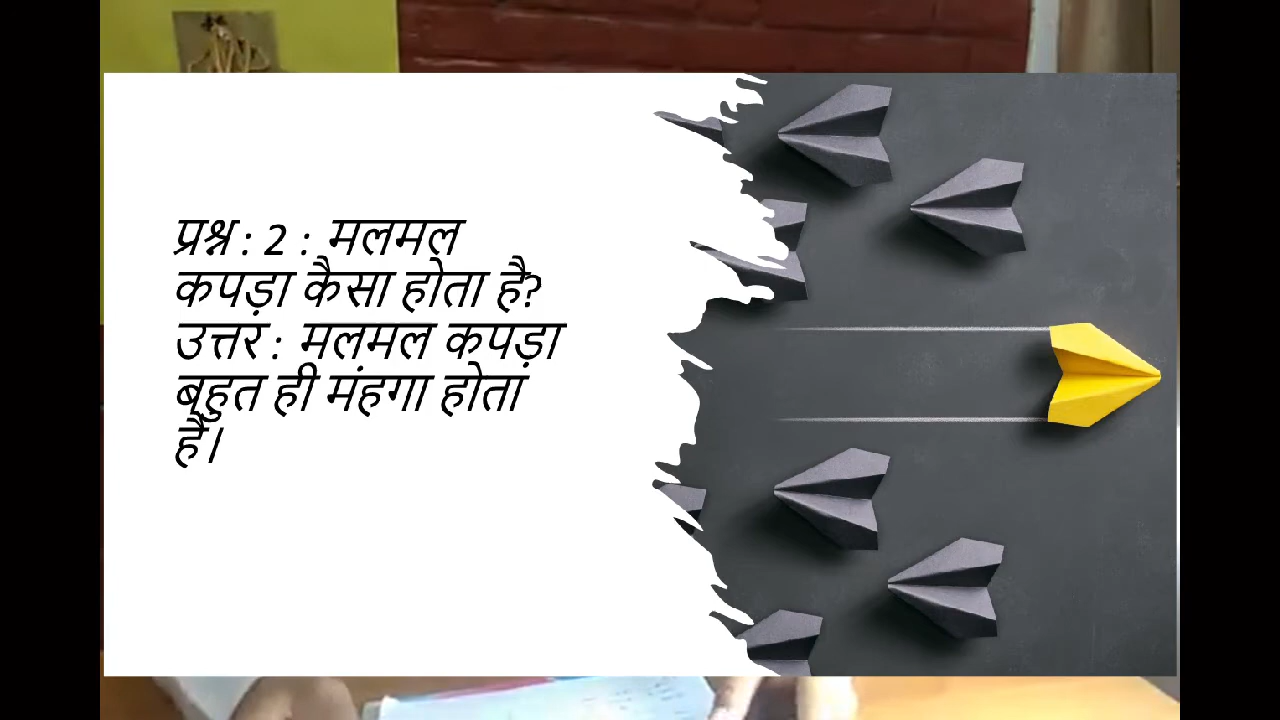 प्रश्न : 2 : मलमल
कपड़ा कैसा होता है?
उत्तर : मलमल कपड़ा
बहुत ही मंहगा होता
है।